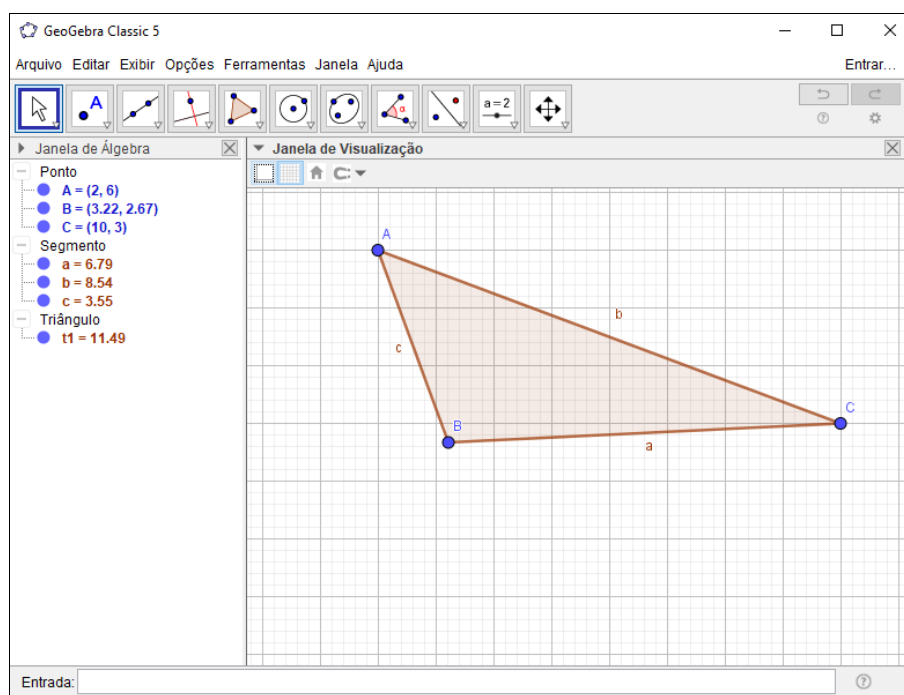 GeoGebra Classic 5
Arquivo Editar Exibir Opções Ferramentas Janela Ajuda Entrar...
A α a=2
Janela de Álgebra
Janela de Visualização
Ponto
A = (2, 6)
B = (3.22, 2.67)
C = (10, 3)
Segmento
a = 6.79
b = 8.54
c = 3.55
Triângulo
t1 = 11.49
A
b
c
C
B
a
Entrada: